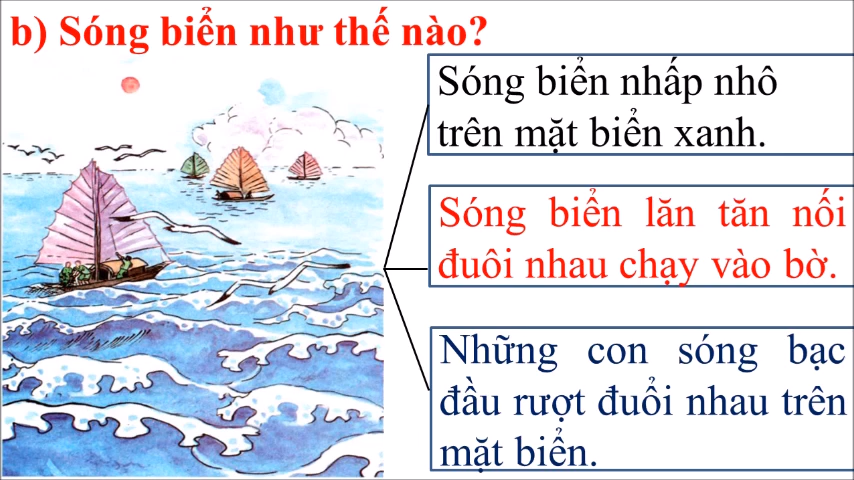 b) Sóng biển như thế nào?
Sóng biển nhấp nhô
trên mặt biển xanh.
Sóng biển lăn tăn nối
đuôi nhau chạy vào bờ.
Những con sóng bạc
đầu rượt đuổi nhau trên
mặt biển.